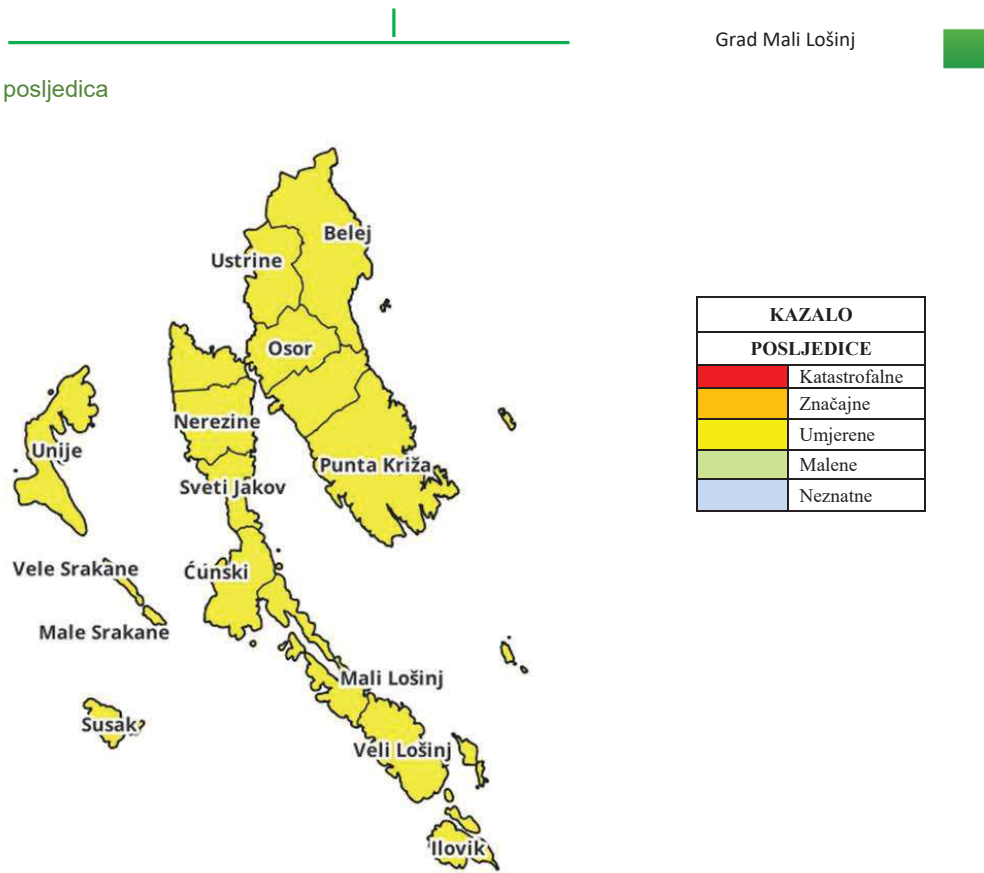 Grad Mali Lošinj
posljedica
Belej
Ustrine
Osor
Nerezine
Unije
Punta Križa
Sveti Jakov
Vele Srakane
Ćunski
Male Srakane
Mali Lošinj
Susak
Veli Lošinj
Ilovik
KAZALO
POSLJEDICE
Katastrofalne
Značajne
Umjerene
Malene
Neznatne